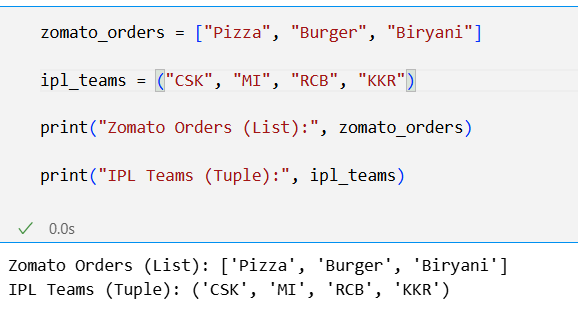 zomato_orders = ["Pizza", "Burger", "Biryani"]
ipl_teams = ("CSK", "MI", "RCB", "KKR")
print("Zomato Orders (List):", zomato_orders)
print("IPL Teams (Tuple):", ipl_teams)
0.0s
Zomato Orders (List): ['Pizza', 'Burger', 'Biryani']
IPL Teams (Tuple): ('CSK', 'MI', 'RCB', 'KKR')